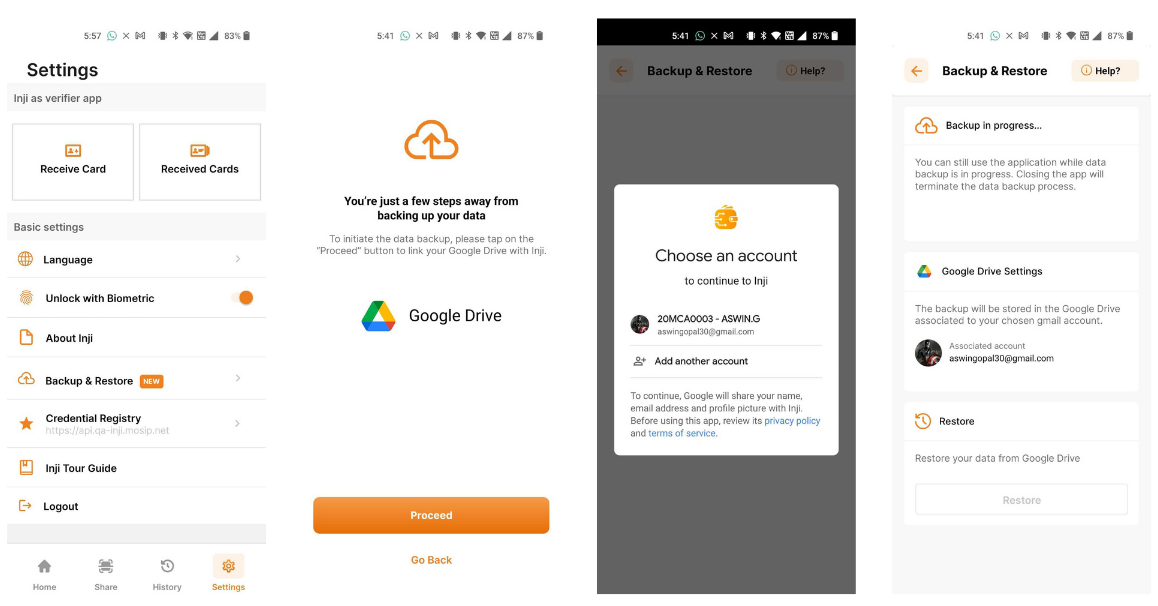 5:57
83%
Settings
Inji as verifier app
Receive Card
Received Cards
Basic settings
Language
Unlock with Biometric
About Inji
Backup & Restore NEW
Credential Registry
https://api.qa-inji.mosip.net
Inji Tour Guide
Logout
Home
Share
History
Settings
5:41
87%
You're just a few steps away from
backing up your data
To initiate the data backup, please tap on the
"Proceed" button to link your Google Drive with Inji.
Google Drive
Proceed
Go Back
5:41
87%
Backup & Restore
Help?
Choose an account
to continue to Inji
20MCA0003 - ASWIN.G
aswingopal30@gmail.com
Add another account
To continue, Google will share your name,
email address and profile picture with Inji.
Before using this app, review its privacy policy
and terms of service.
5:41
87%
Backup & Restore
Help?
Backup in progress...
You can still use the application while data
backup is in progress. Closing the app will
terminate the data backup process.
Google Drive Settings
The backup will be stored in the Google Drive
associated to your chosen gmail account.
Associated account
aswingopal30@gmail.com
Restore
Restore your data from Google Drive
Restore